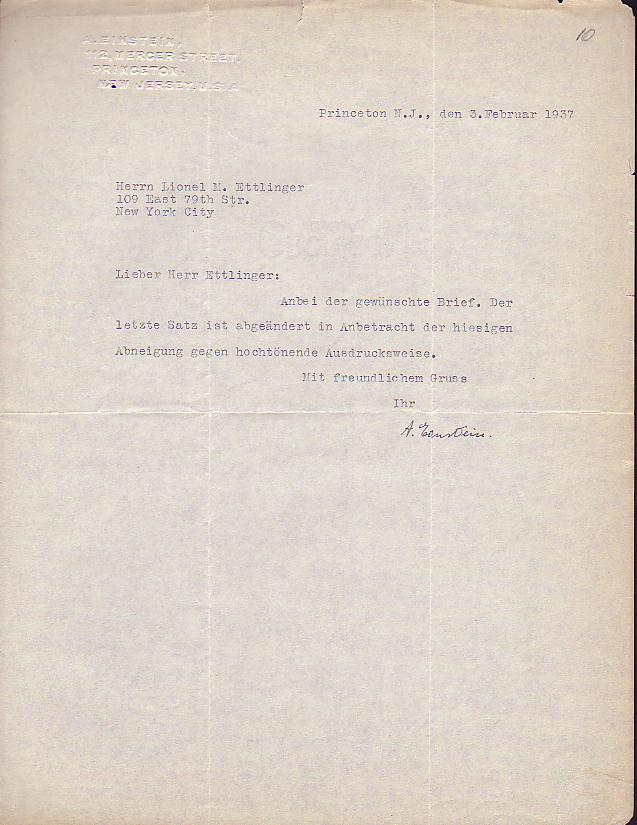 10
A. EINSTEIN,
112, MERCER STREET,
PRINCETON,
NEW JERSEY, U.S.A.
Princeton N.J., den 3.Februar 1937
Herrn Lionel M. Ettlinger
109 East 79th Str.
New York City
Lieber Herr Ettlinger:
Anbei der gewünschte Brief. Der
letzte Satz ist abgeändert in Anbetracht der hiesigen
Abneigung gegen hochtönende Ausdrucksweise.
Mit freundlichem Gruss
Ihr
A. Einstein.